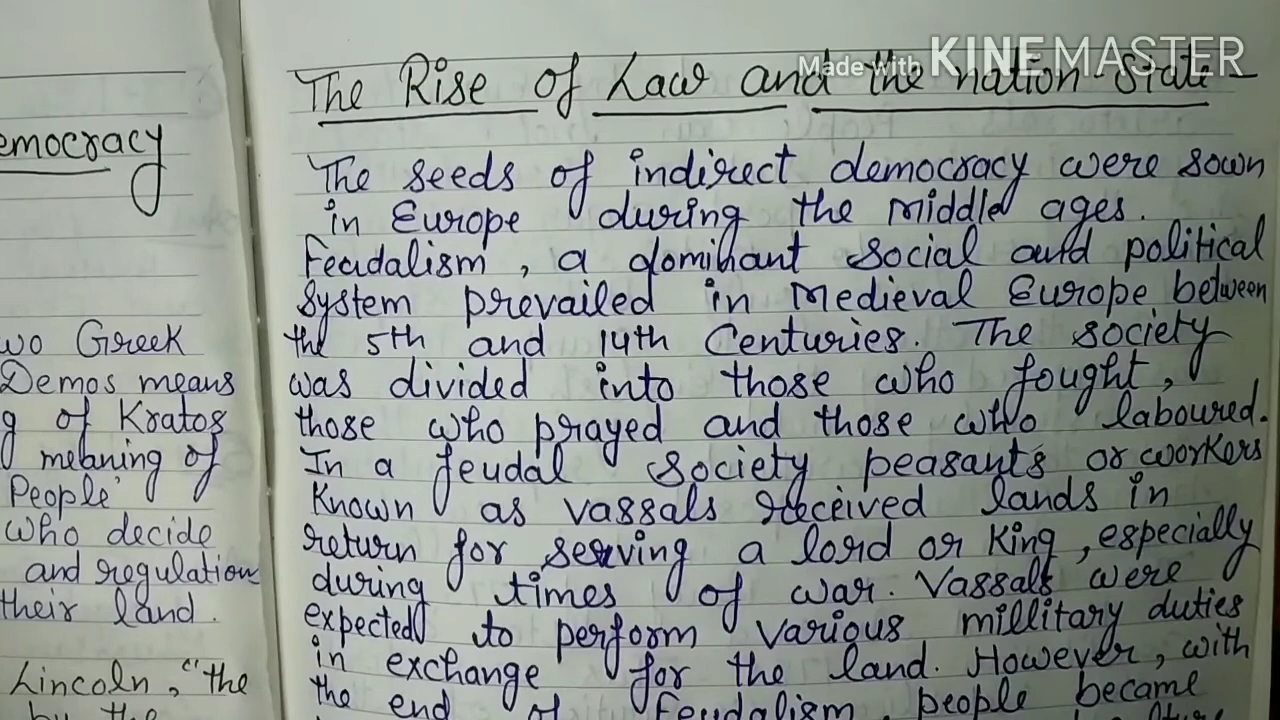 emocracy
wo Greek
Demos means
g of Kratos
meaning of
People'
who decide
and regulation
their land.
Lincoln, "the
by the
Made with KINEMASTER
The Rise of Law and the nation-State-
The seeds of indirect democracy were sown
in Europe during the middle ages.
Feudalism, a dominant social and political
system prevailed in Medieval Europe between
the 5th and 14th Centuries. The society
was divided into those who fought,
those who prayed and those who laboured.
In a feudal society peasants or workers
Known as vassals received lands in
return for serving a lord or King, especially
during times of war. Vassals were
expected to perform various millitary duties
in exchange for the land. However, with
the end of Feudalism, people became